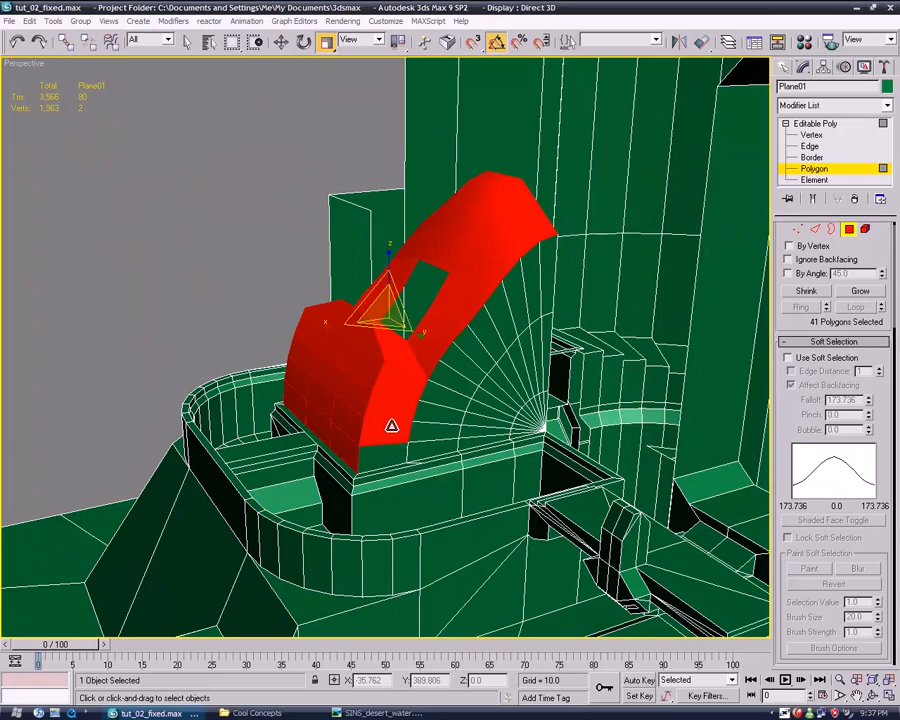 tut_02_fixed.max - Project Folder: C:\Documents and Settings\Me\My Documents\3dsmax - Autodesk 3ds Max 9 SP2 - Display : Direct 3D
File Edit Tools Group Views Create Modifiers reactor Animation Graph Editors Rendering Customize MAXScript Help
All View View
Perspective
Total Plane01
Tris: 3,566 80
Verts: 1,963 2
z
x
y
Plane01
Modifier List
Editable Poly
Vertex
Edge
Border
Polygon
Element
By Vertex
Ignore Backfacing
By Angle: 45.0
Shrink Grow
Ring Loop
41 Polygons Selected
- Soft Selection
Use Soft Selection
Edge Distance: 1
Affect Backfacing
Falloff: 173.736
Pinch: 0.0
Bubble: 0.0
173.736 0.0 173.736
Shaded Face Toggle
Lock Soft Selection
Paint Soft Selection
Paint Blur
Revert
Selection Value 1.0
Brush Size 20.0
Brush Strength 1.0
Brush Options
< 0 / 100 >
0 5 10 15 20 25 30 35 40 45 50 55 60 65 70 75 80 85 90 95 100
1 Object Selected X: -35.762 Y: 389.806 Z: 0.0 Grid = 10.0 Auto Key Selected
Click or click-and-drag to select objects Add Time Tag Set Key Key Filters... 0
start tut_02_fixed.max ... Cool Concepts SINS_desert_water.... 9:37 PM